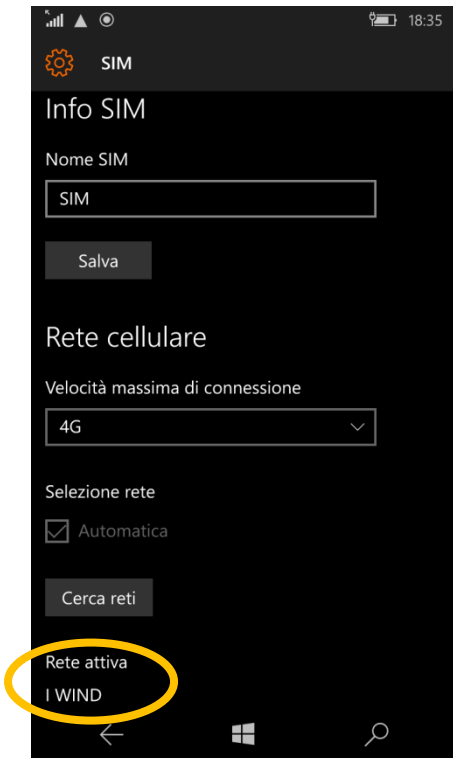 18:35
SIM
Info SIM
Nome SIM
SIM
Salva
Rete cellulare
Velocità massima di connessione
4G
Selezione rete
Automatica
Cerca reti
Rete attiva
I WIND